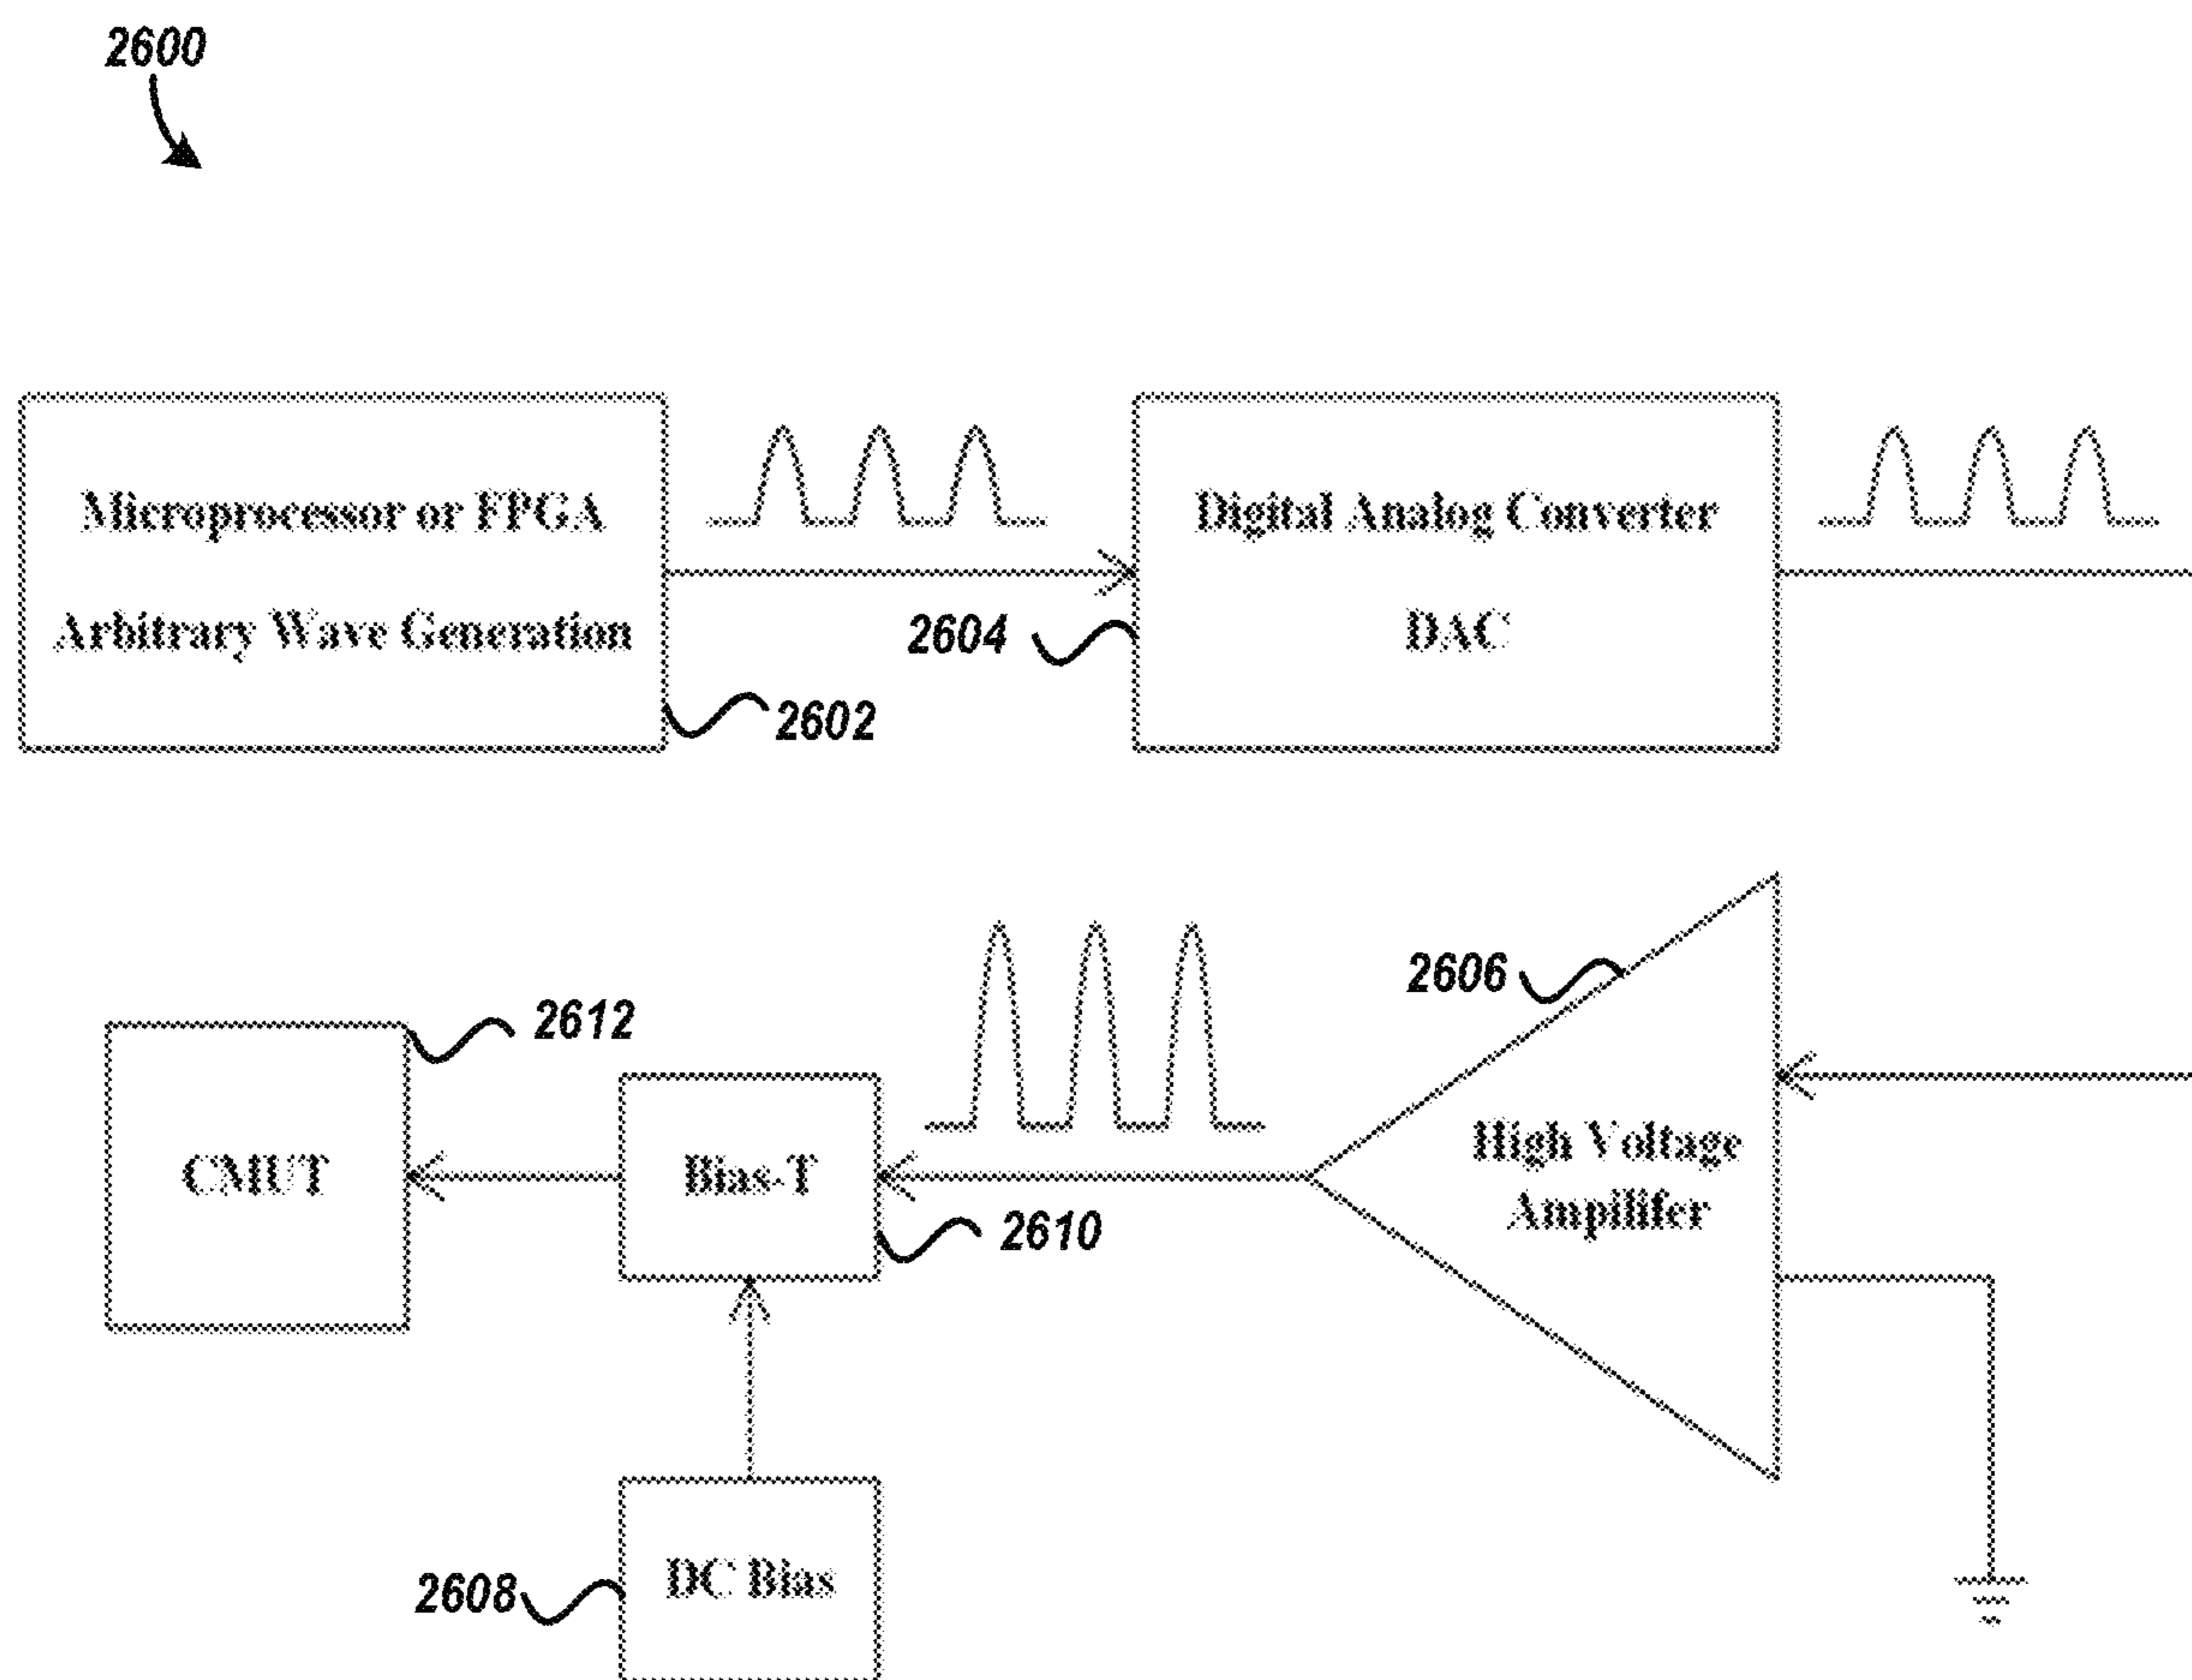 2600
Microprocessor or FPGA
Arbitrary Wave Generation
2602
2604
Digital Analog Converter
DAC
2606
High Voltage
Ampilifer
2612
CMUT
Bias-T
2610
2608
DC Bias